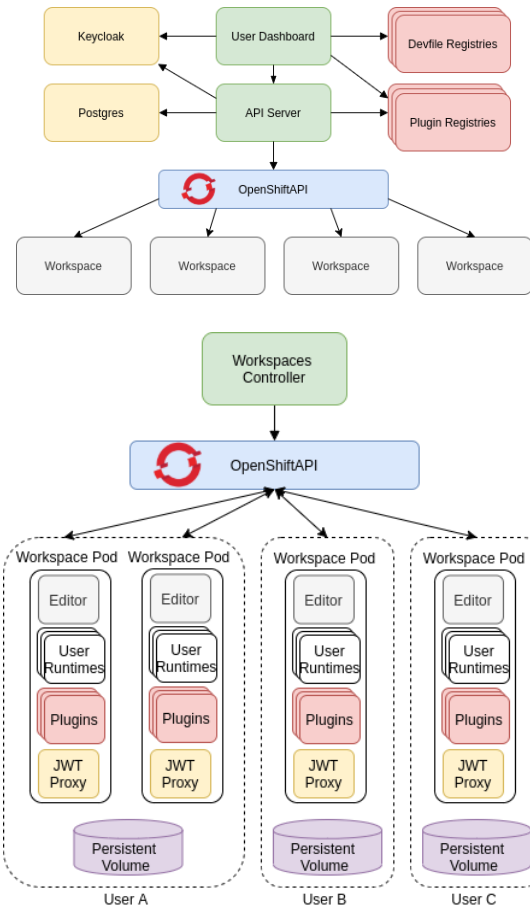 Keycloak
User Dashboard
Devfile Registries
Postgres
API Server
Plugin Registries
OpenShiftAPI
Workspace
Workspace
Workspace
Workspace
Workspaces
Controller
OpenShiftAPI
Workspace Pod
Workspace Pod
Workspace Pod
Workspace Pod
Editor
Editor
Editor
Editor
User
Runtimes
User
Runtimes
User
Runtimes
User
Runtimes
Plugins
Plugins
Plugins
Plugins
JWT
Proxy
JWT
Proxy
JWT
Proxy
JWT
Proxy
Persistent
Volume
Persistent
Volume
Persistent
Volume
User A
User B
User C